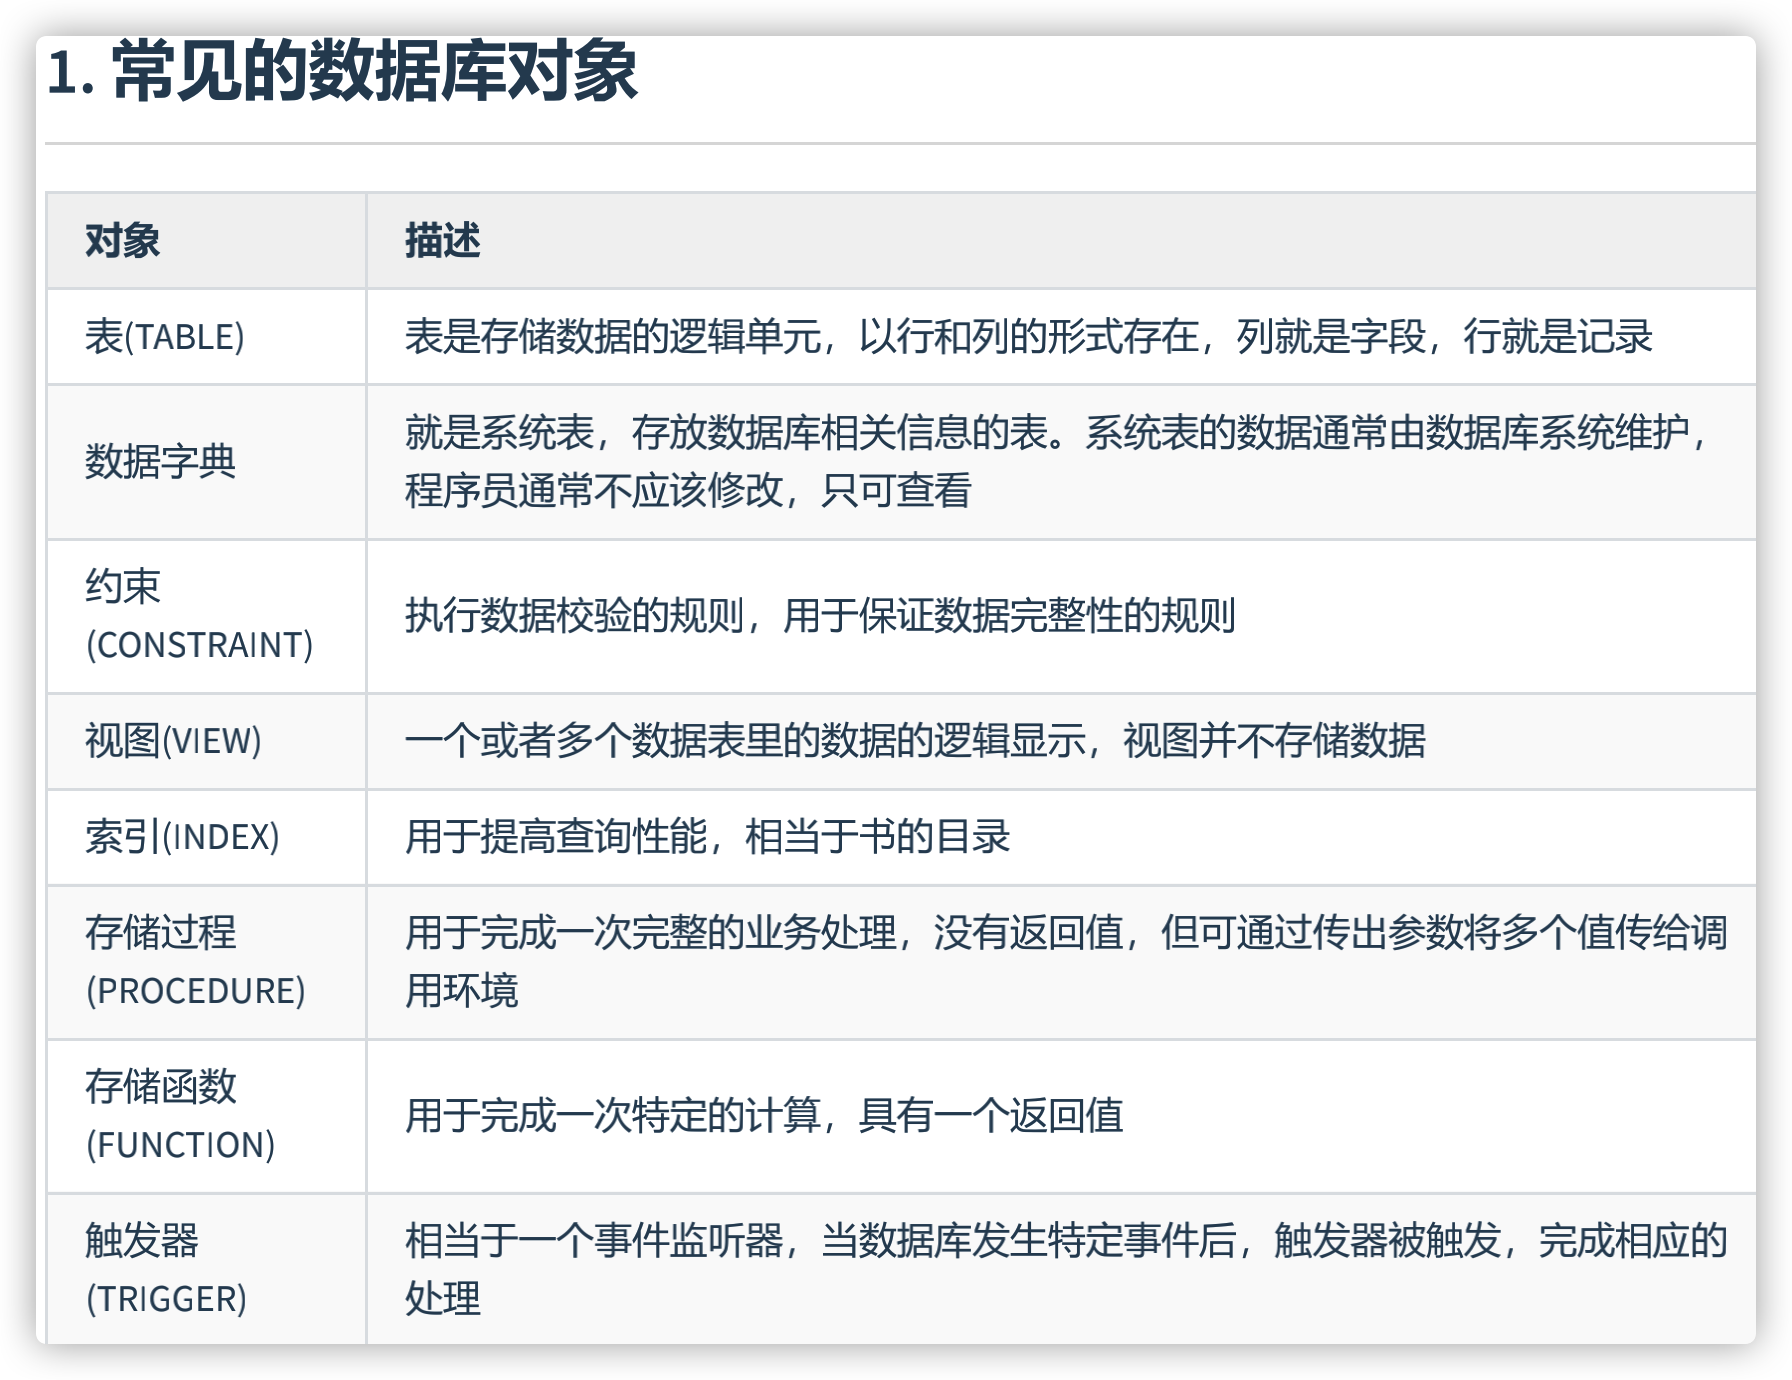 1. 常见的数据库对象
对象
描述
表(TABLE)
表是存储数据的逻辑单元，以行和列的形式存在，列就是字段，行就是记录
数据字典
就是系统表，存放数据库相关信息的表。系统表的数据通常由数据库系统维护，
程序员通常不应该修改，只可查看
约束
(CONSTRAINT)
执行数据校验的规则，用于保证数据完整性的规则
视图(VIEW)
一个或者多个数据表里的数据的逻辑显示，视图并不存储数据
索引(INDEX)
用于提高查询性能，相当于书的目录
存储过程
(PROCEDURE)
用于完成一次完整的业务处理，没有返回值，但可通过传出参数将多个值传给调
用环境
存储函数
(FUNCTION)
用于完成一次特定的计算，具有一个返回值
触发器
(TRIGGER)
相当于一个事件监听器，当数据库发生特定事件后，触发器被触发，完成相应的
处理